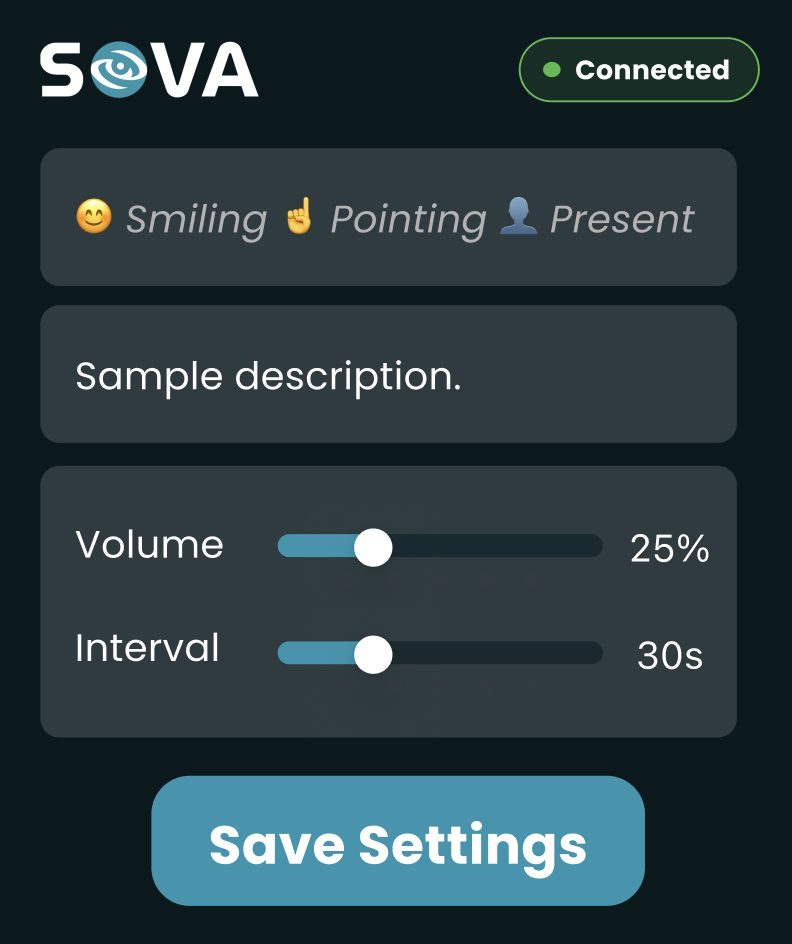 SOVA
Connected
😊 Smiling ☝️ Pointing 👤 Present
Sample description.
Volume 25%
Interval 30s
Save Settings